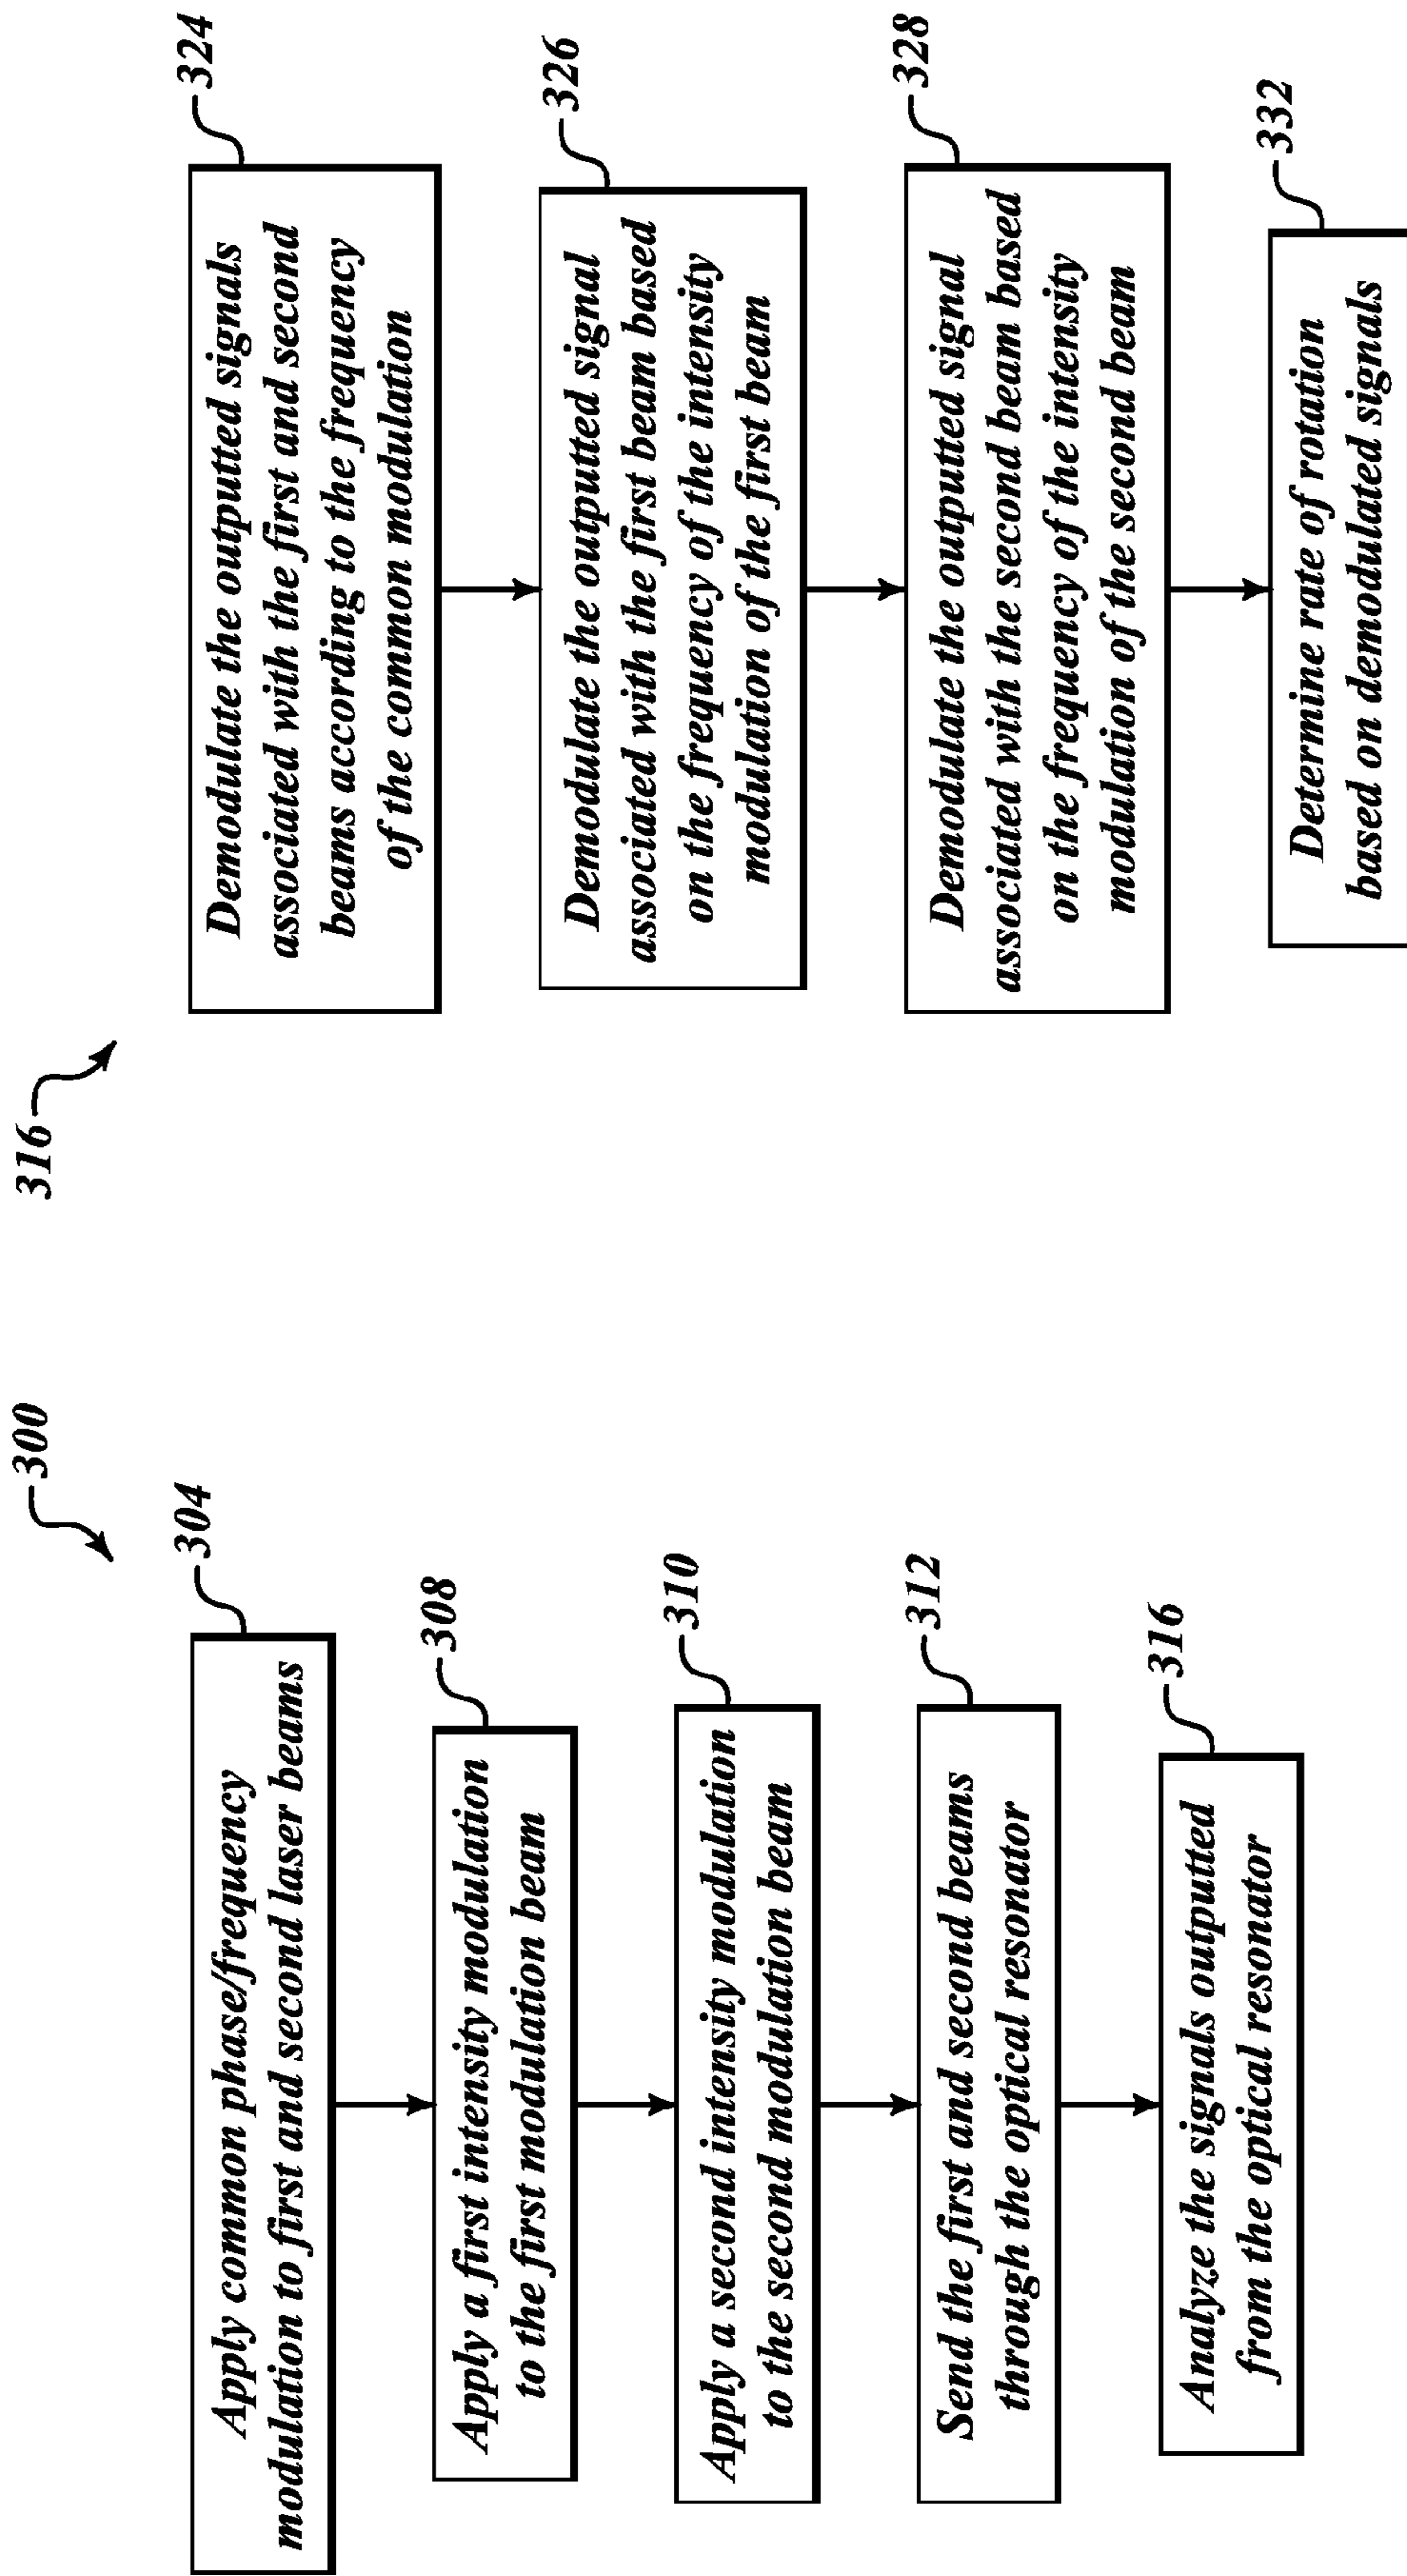 300
304
Apply common phase/frequency
modulation to first and second laser beams
308
Apply a first intensity modulation
to the first modulation beam
310
Apply a second intensity modulation
to the second modulation beam
312
Send the first and second beams
through the optical resonator
316
Analyze the signals outputted
from the optical resonator
316
324
Demodulate the outputted signals
associated with the first and second
beams according to the frequency
of the common modulation
326
Demodulate the outputted signal
associated with the first beam based
on the frequency of the intensity
modulation of the first beam
328
Demodulate the outputted signal
associated with the second beam based
on the frequency of the intensity
modulation of the second beam
332
Determine rate of rotation
based on demodulated signals